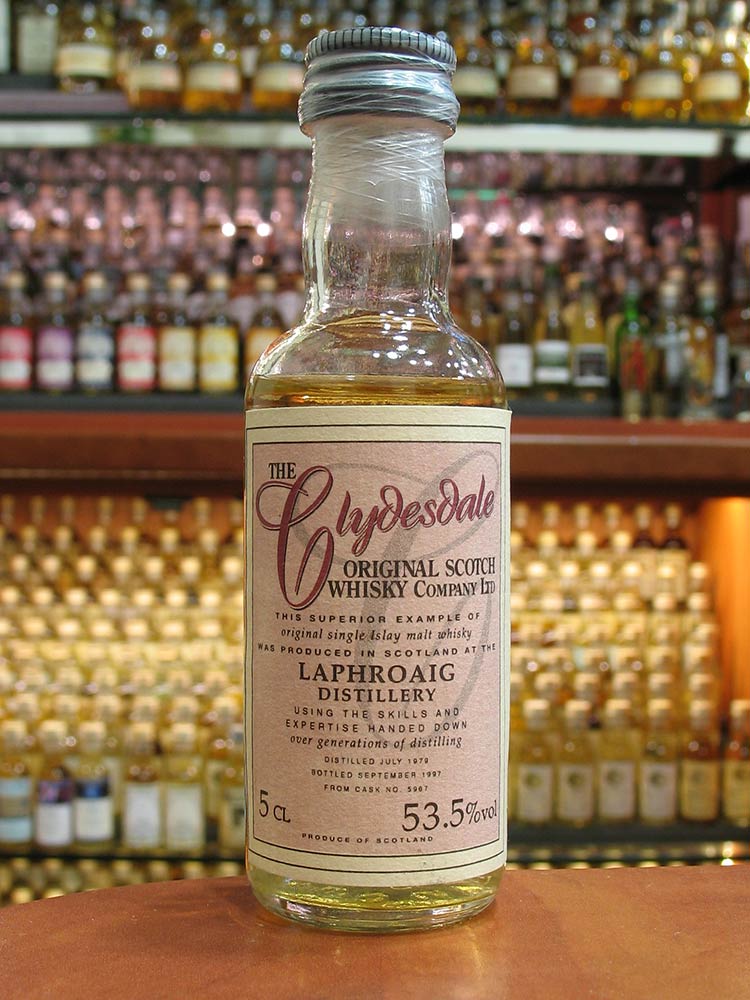 THE
Clydesdale
ORIGINAL SCOTCH
WHISKY COMPANY LTD
THIS SUPERIOR EXAMPLE OF
original single Islay malt whisky
WAS PRODUCED IN SCOTLAND AT THE
LAPHROAIG
DISTILLERY
USING THE SKILLS AND
EXPERTISE HANDED DOWN
over generations of distilling
DISTILLED JULY 1979
BOTTLED SEPTEMBER 1997
FROM CASK NO. 5967
5 CL 53.5%vol
PRODUCE OF SCOTLAND